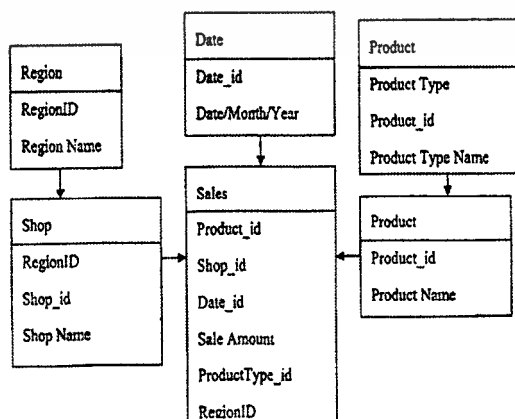 Region
RegionID
Region Name
Date
Date_id
Date/Month/Year
Product
Product Type
Product_id
Product Type Name
Shop
RegionID
Shop_id
Shop Name
Sales
Product_id
Shop_id
Date_id
Sale Amount
ProductType_id
RegionID
Product
Product_id
Product Name